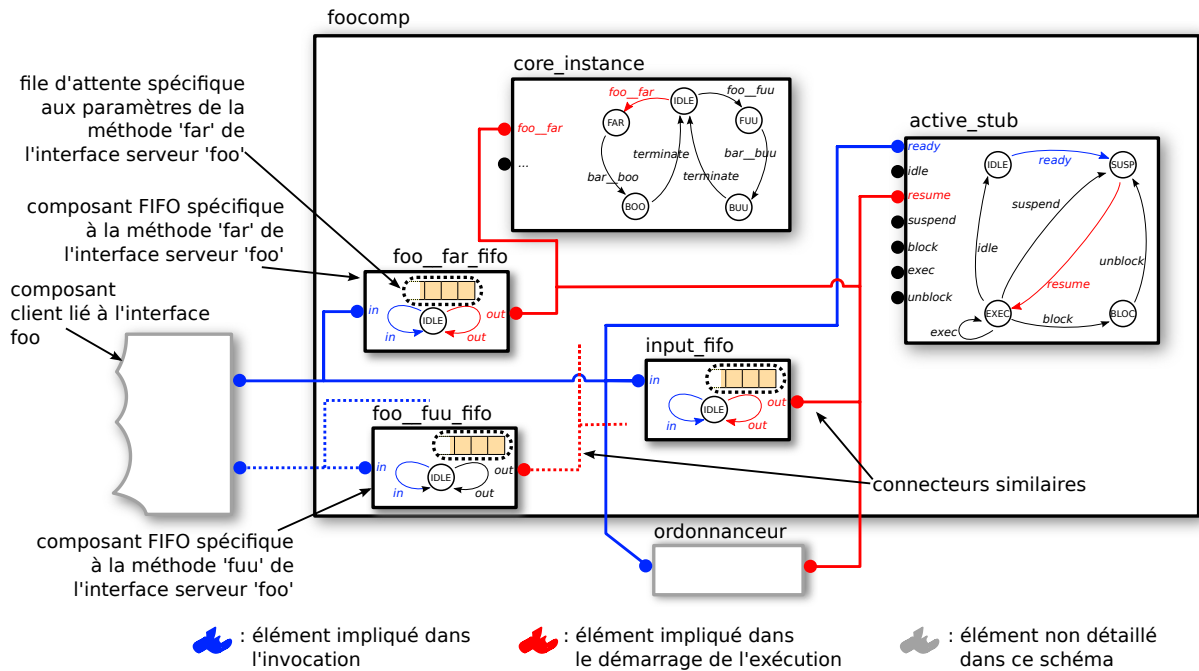 foocomp
file d'attente spécifique
aux paramètres de la
méthode 'far' de
l'interface serveur 'foo'
composant FIFO spécifique
à la méthode 'far' de
l'interface serveur 'foo'
composant
client lié à l'interface
foo
core_instance
foo__far
...
foo__far
IDLE
foo__fuu
FAR
FUU
terminate
bar__buu
bar__boo
terminate
BOO
BUU
active_stub
ready
idle
resume
suspend
block
exec
unblock
IDLE
ready
SUSP
suspend
idle
unblock
resume
EXEC
block
BLOC
exec
foo__far_fifo
in
IDLE
out
in
out
input_fifo
in
IDLE
out
in
out
foo__fuu_fifo
in
IDLE
out
in
out
connecteurs similaires
ordonnanceur
composant FIFO spécifique
à la méthode 'fuu' de
l'interface serveur 'foo'
: élément impliqué dans
l'invocation
: élément impliqué dans
le démarrage de l'exécution
: élément non détaillé
dans ce schéma